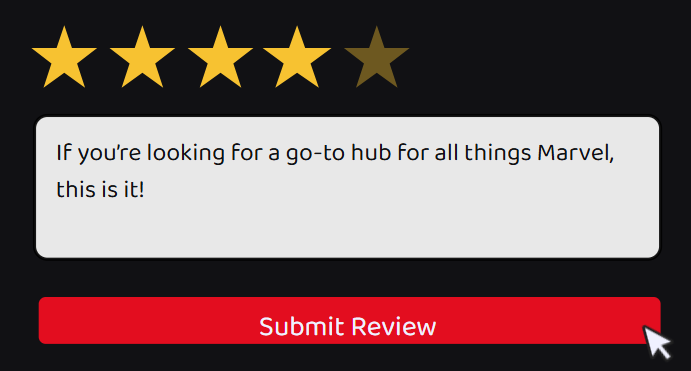 If you’re looking for a go-to hub for all things Marvel,
this is it!
Submit Review